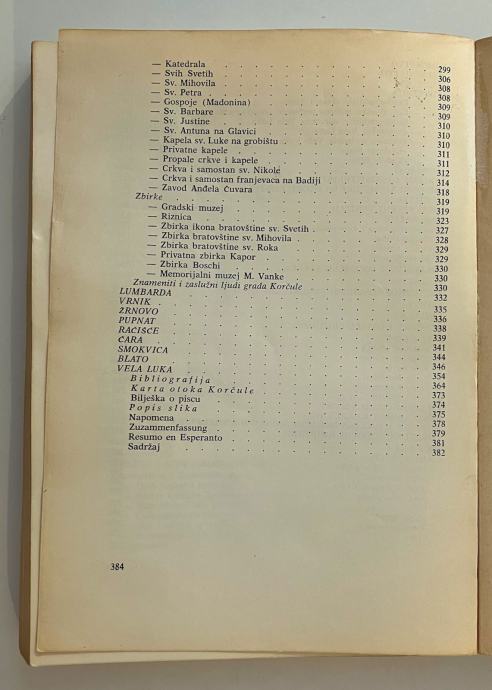 — Katedrala 299
— Svih Svetih 306
— Sv. Mihovila 308
— Sv. Petra 308
— Gospoje (Madonina) 309
— Sv. Barbare 309
— Sv. Justine 310
— Sv. Antuna na Glavici 310
— Kapela sv. Luke na grobištu 310
— Privatne kapele 311
— Propale crkve i kapele 311
— Crkva i samostan sv. Nikole 312
— Crkva i samostan franjevaca na Badiji 314
— Zavod Anđela Čuvara 318
Zbirke 319
— Gradski muzej 319
— Riznica 323
— Zbirka ikona bratovštine sv. Svetih 327
— Zbirka bratovštine sv. Mihovila 328
— Zbirka bratovštine sv. Roka 329
— Privatna zbirka Kapor 329
— Zbirka Boschi 330
— Memorijalni muzej M. Vanke 330
Znameniti i zaslužni ljudi grada Korčule 330
LUMBARDA 332
VRNIK 335
ŽRNOVO 336
PUPNAT 338
RAČIŠĆE 339
ČARA 341
SMOKVICA 344
BLATO 346
VELA LUKA 354
Bibliografija 364
Karta otoka Korčule 373
Bilješka o piscu 374
Popis slika 375
Napomena 378
Zuzammenfassung 379
Resumo en Esperanto 381
Sadržaj 382
384